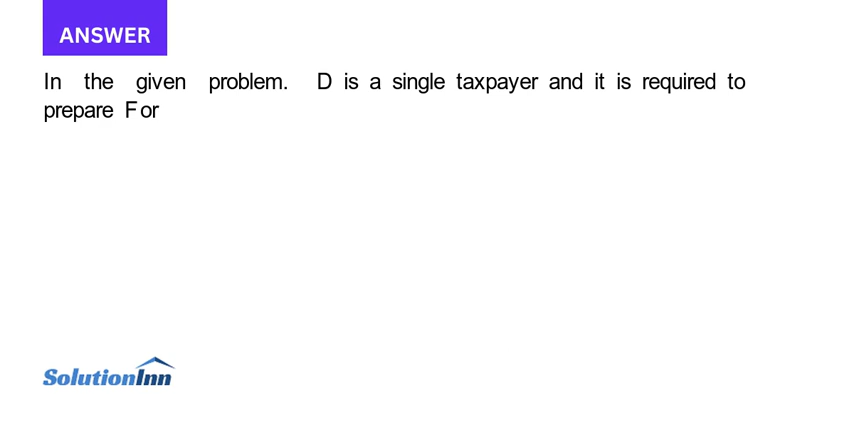 ANSWER
In the given problem. D is a single taxpayer and it is required to
prepare For
SolutionInn